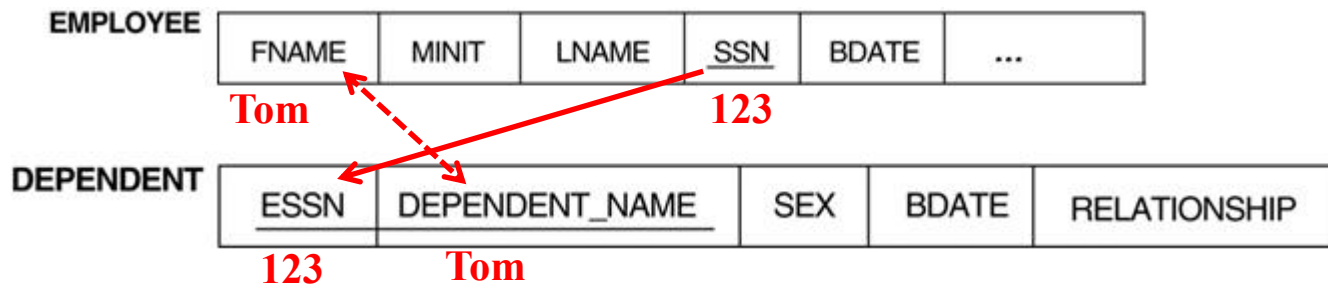 EMPLOYEE
FNAME MINIT LNAME SSN BDATE ...
Tom 123
DEPENDENT
ESSN DEPENDENT_NAME SEX BDATE RELATIONSHIP
123 Tom